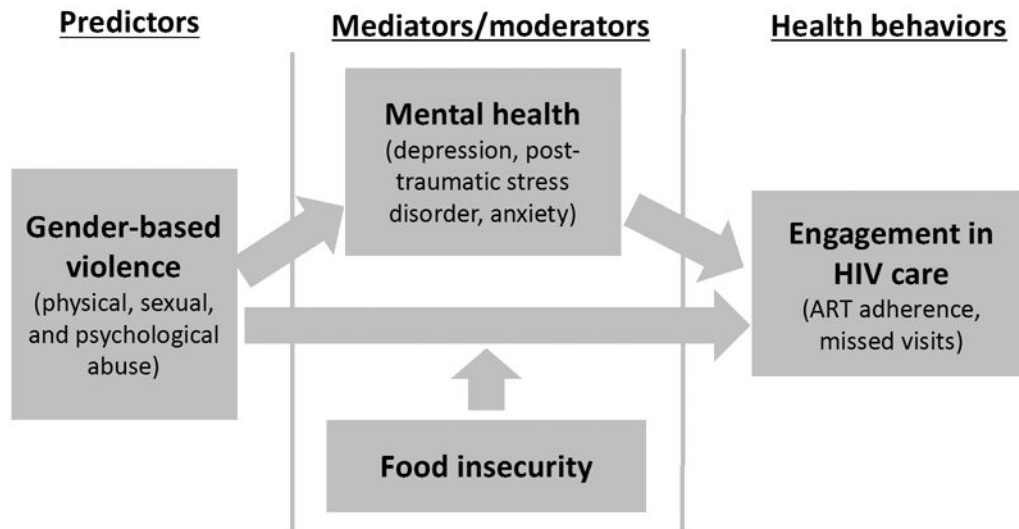 Predictors
Mediators/moderators
Health behaviors
Mental health
(depression, post-
traumatic stress
disorder, anxiety)
Gender-based
violence
(physical, sexual,
and psychological
abuse)
Engagement in
HIV care
(ART adherence,
missed visits)
Food insecurity